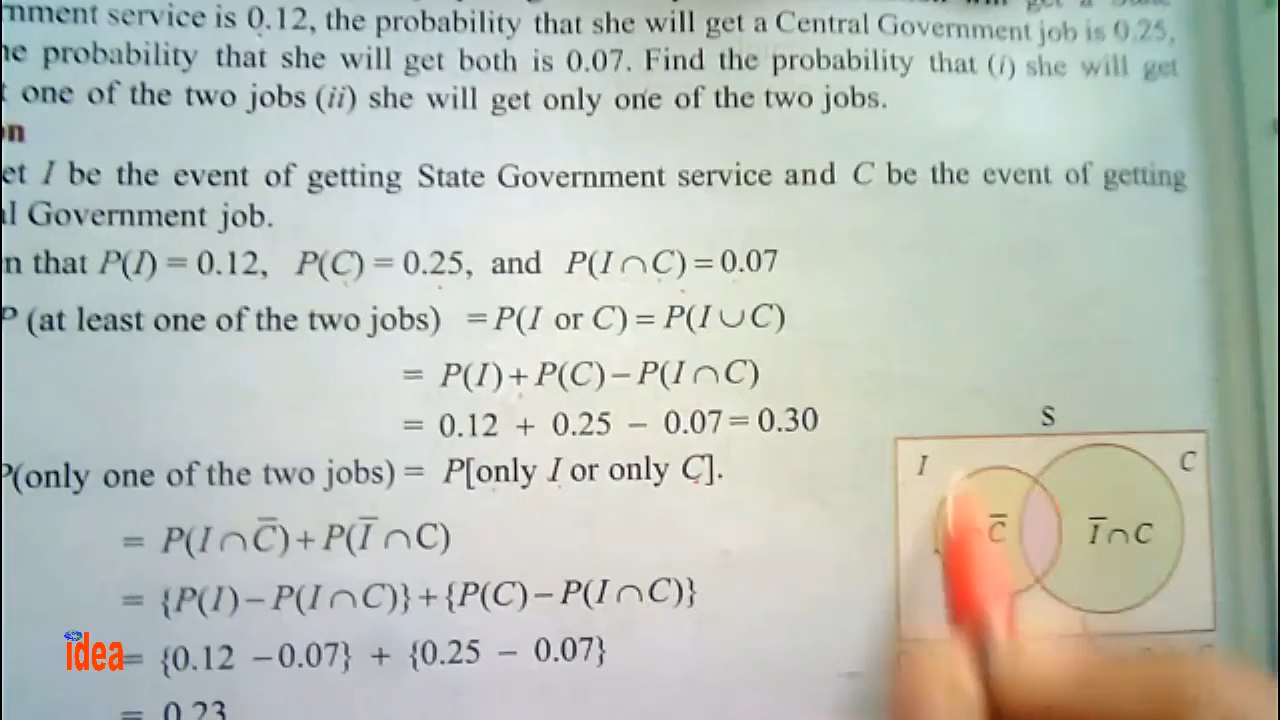 nment service is 0.12, the probability that she will get a Central Government job is 0.25,
he probability that she will get both is 0.07. Find the probability that (i) she will get
t one of the two jobs (ii) she will get only one of the two jobs.
on
et I be the event of getting State Government service and C be the event of getting
al Government job.
n that P(I) = 0.12, P(C) = 0.25, and P(I∩C) = 0.07
P (at least one of the two jobs) = P(I or C) = P(I∪C)
= P(I)+P(C)−P(I∩C)
= 0.12 + 0.25 − 0.07 = 0.30
P(only one of the two jobs) = P[only I or only C].
= P(I∩C̅)+P(I̅∩C)
= {P(I)−P(I∩C)}+{P(C)−P(I∩C)}
= {0.12 −0.07} + {0.25 − 0.07}
= 0.23
S
I
C
C̅
I̅∩C
idea